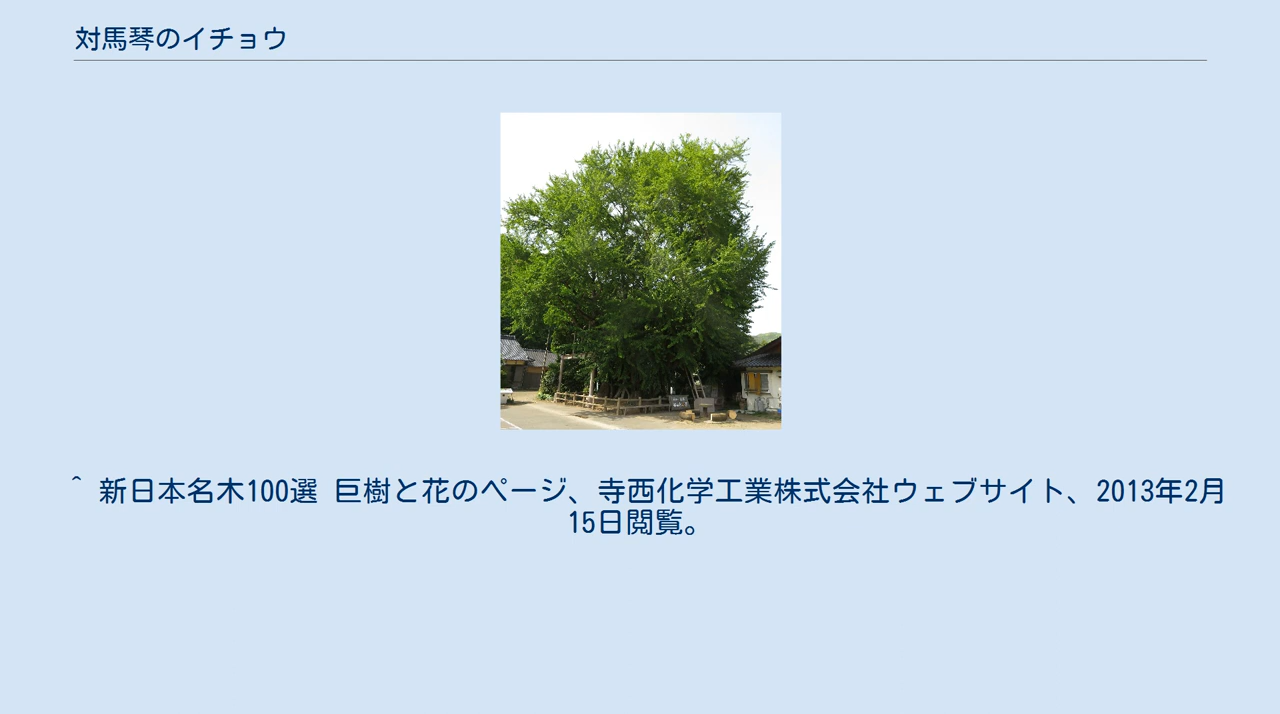 対馬琴のイチョウ
^ 新日本名木100選 巨樹と花のページ、寺西化学工業株式会社ウェブサイト、2013年2月
15日閲覧。